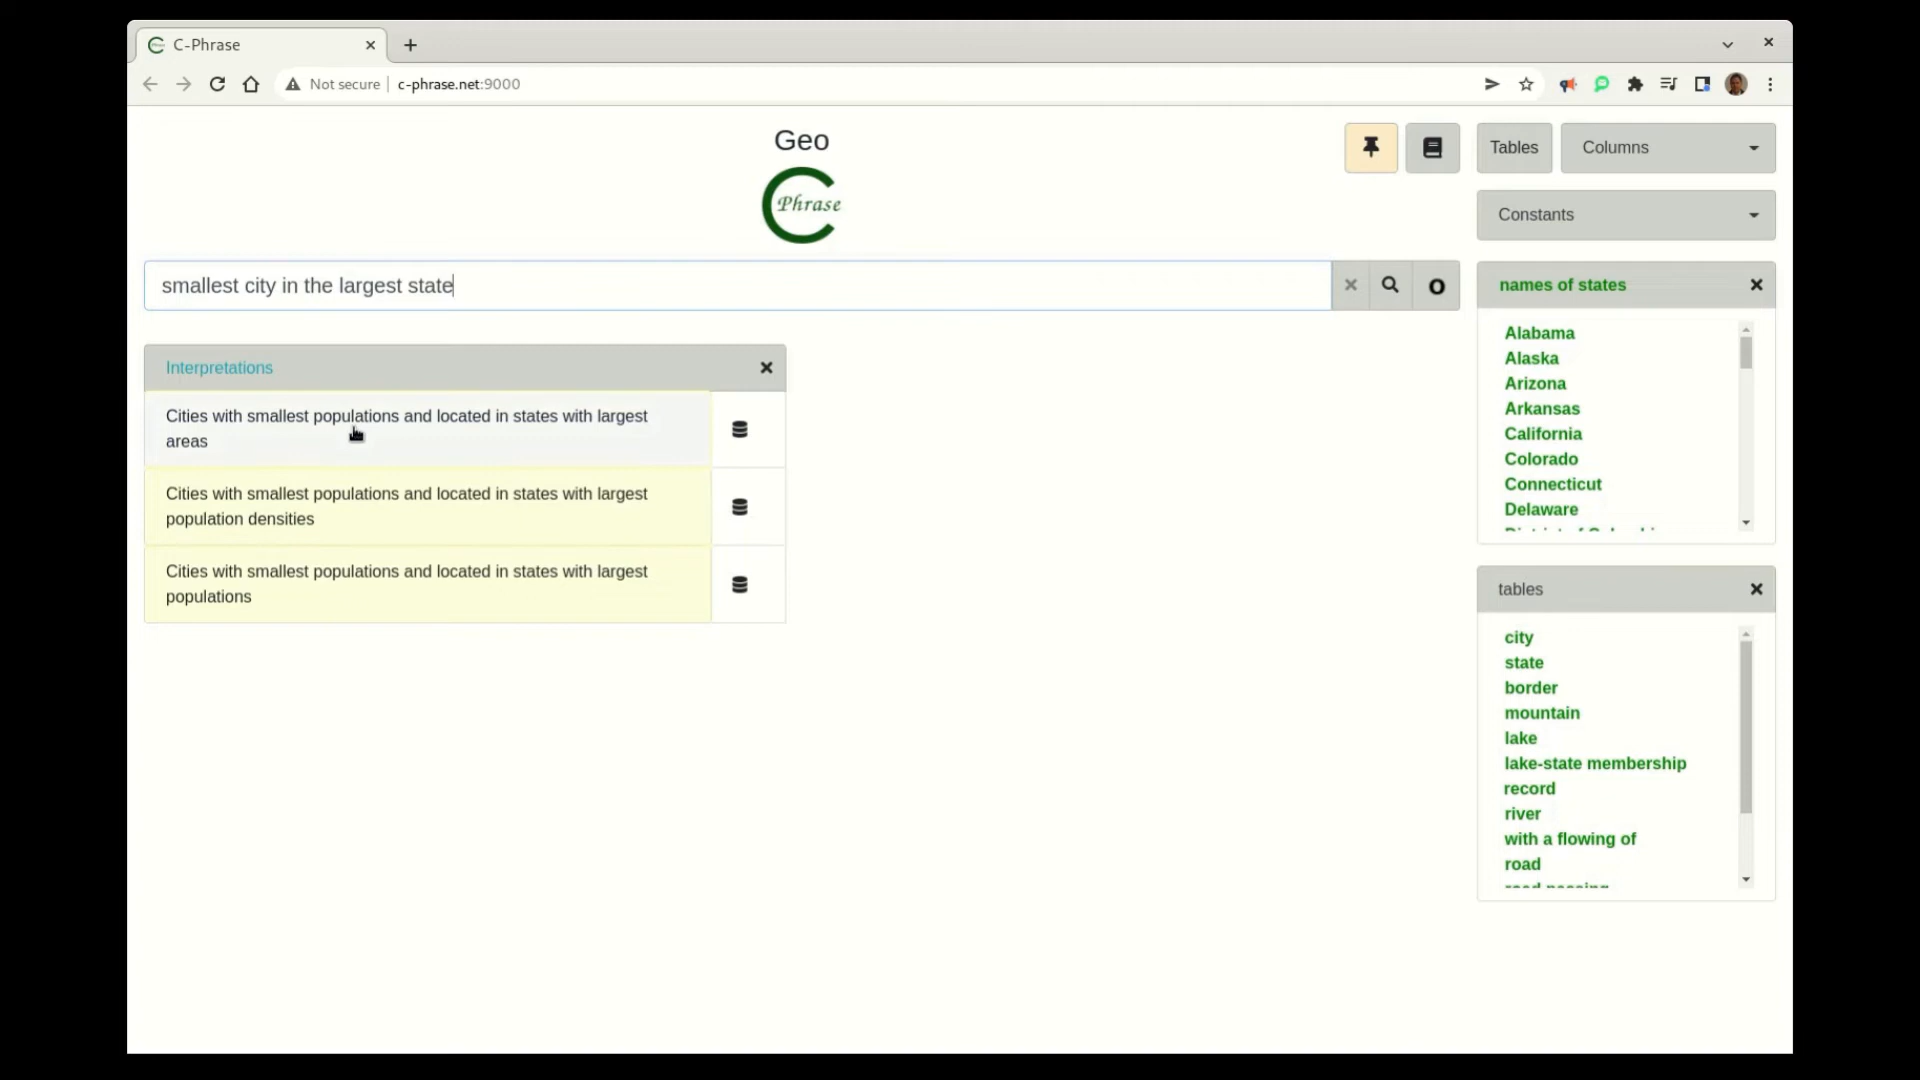 C-Phrase
Not secure
c-phrase.net:9000
Geo
Phrase
Tables
Columns
Constants
smallest city in the largest state
names of states
Alabama
Alaska
Arizona
Arkansas
California
Colorado
Connecticut
Delaware
Interpretations
Cities with smallest populations and located in states with largest
areas
Cities with smallest populations and located in states with largest
population densities
Cities with smallest populations and located in states with largest
populations
tables
city
state
border
mountain
lake
lake-state membership
record
river
with a flowing of
road